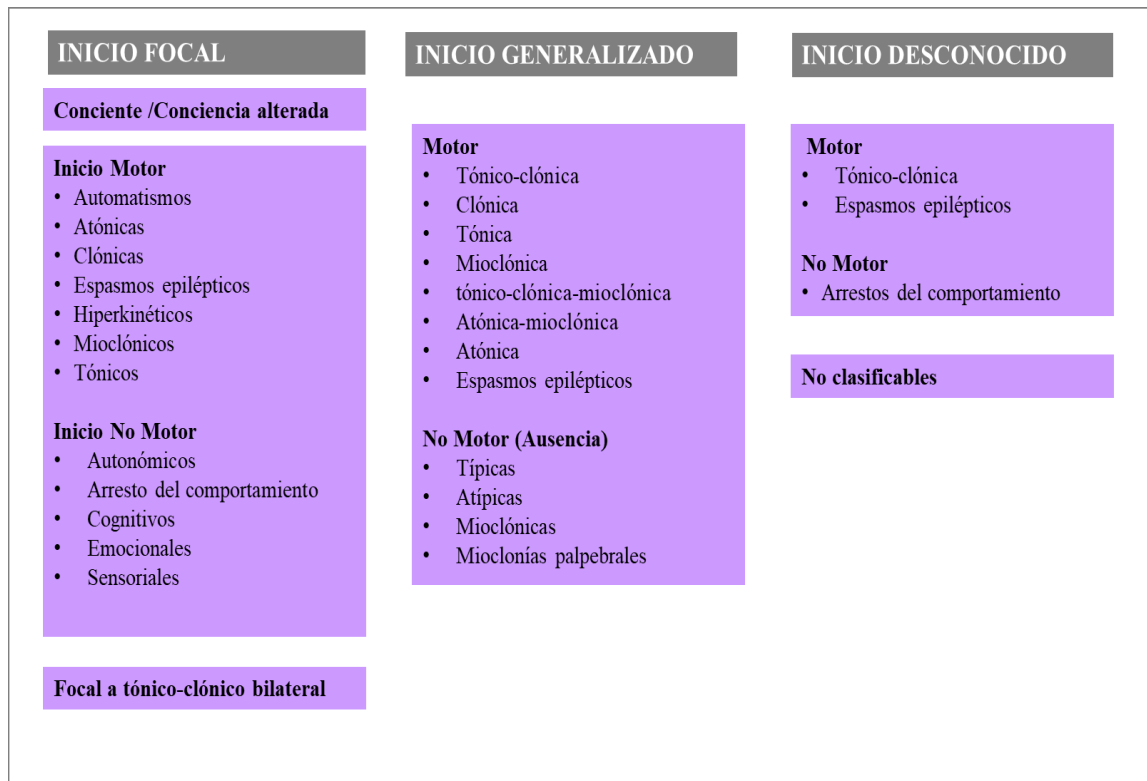 INICIO FOCAL
Conciente /Conciencia alterada
Inicio Motor
• Automatismos
• Atónicas
• Clónicas
• Espasmos epilépticos
• Hiperkinéticos
• Mioclónicos
• Tónicos
Inicio No Motor
• Autonómicos
• Arresto del comportamiento
• Cognitivos
• Emocionales
• Sensoriales
Focal a tónico-clónico bilateral
INICIO GENERALIZADO
Motor
• Tónico-clónica
• Clónica
• Tónica
• Mioclónica
• tónico-clónica-mioclónica
• Atónica-mioclónica
• Atónica
• Espasmos epilépticos
No Motor (Ausencia)
• Típicas
• Atípicas
• Mioclónicas
• Mioclonías palpebrales
INICIO DESCONOCIDO
Motor
• Tónico-clónica
• Espasmos epilépticos
No Motor
• Arrestos del comportamiento
No clasificables